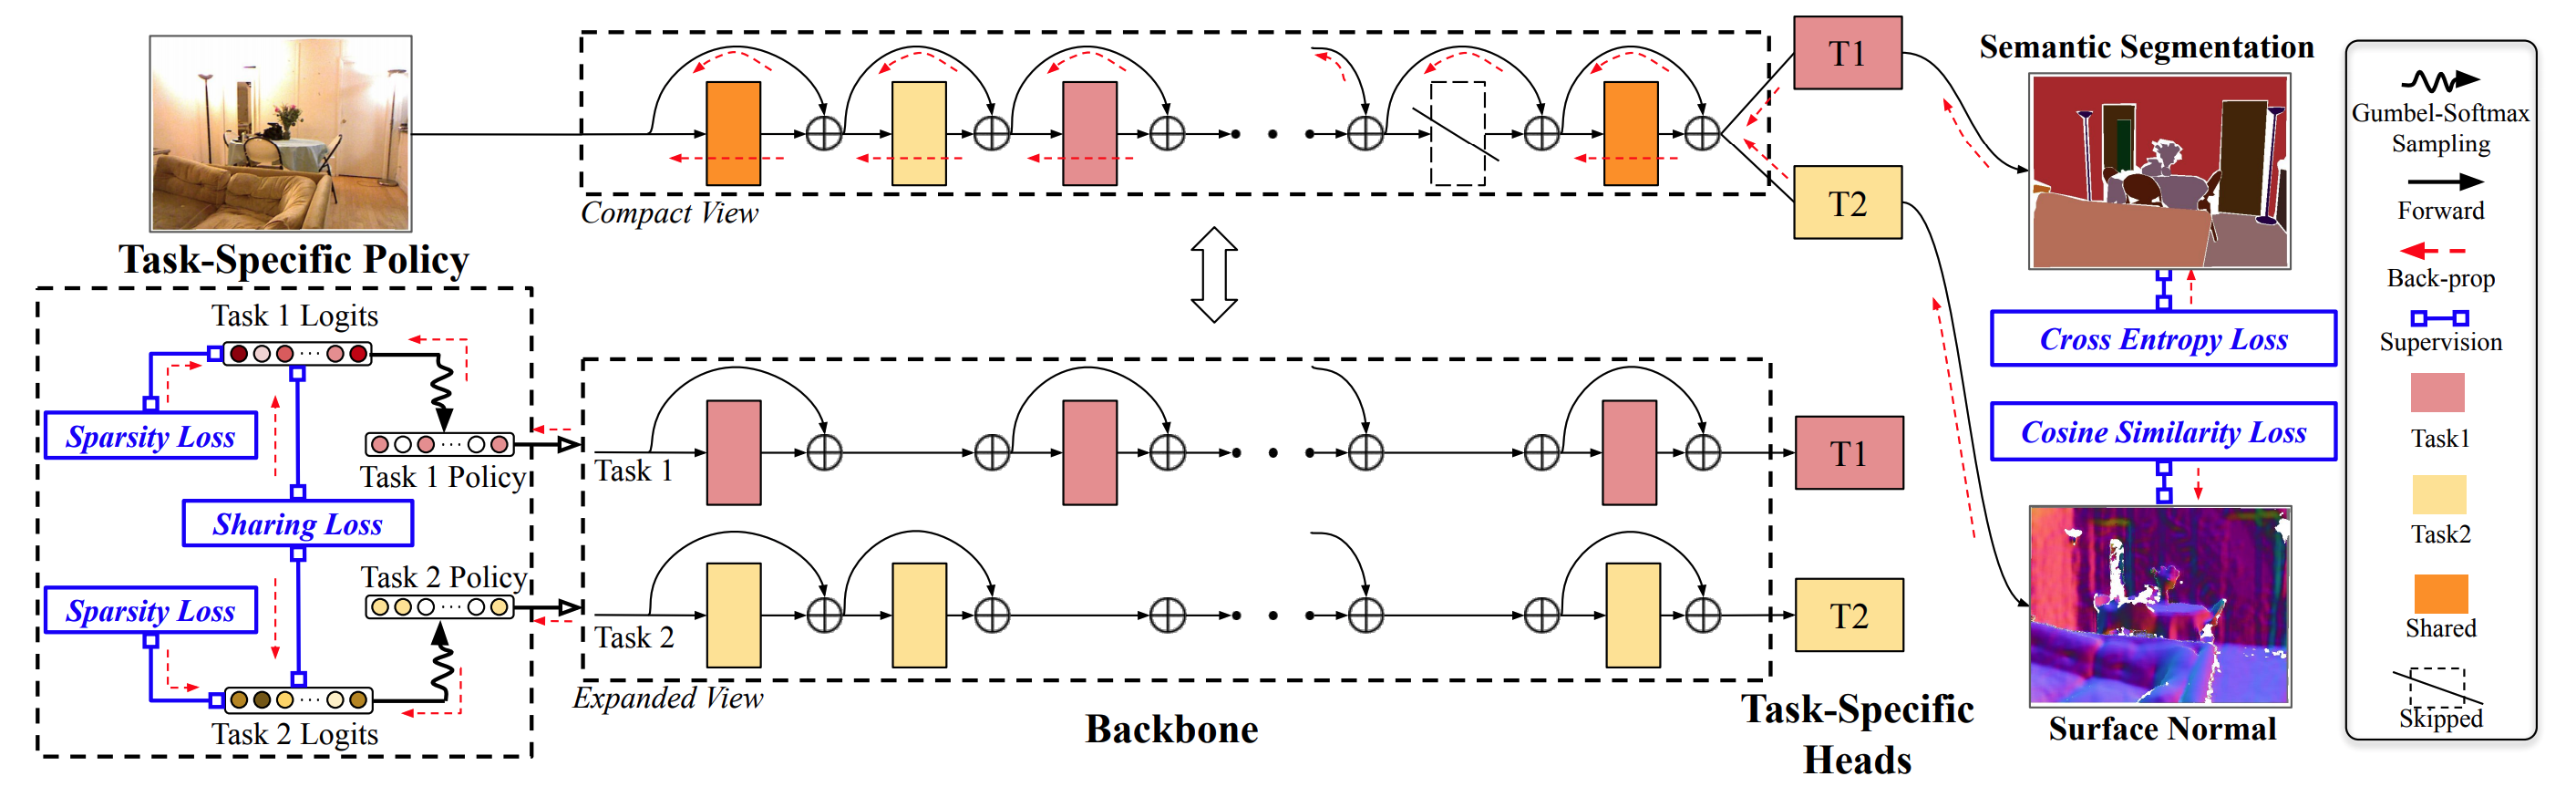 Task-Specific Policy
Task 1 Logits
Sparsity Loss
Task 1 Policy
Sharing Loss
Task 2 Policy
Sparsity Loss
Task 2 Logits
Compact View
T1
T2
Task 1
T1
Task 2
T2
Expanded View
Backbone
Task-Specific
Heads
Semantic Segmentation
Cross Entropy Loss
Cosine Similarity Loss
Surface Normal
Gumbel-Softmax
Sampling
Forward
Back-prop
Supervision
Task1
Task2
Shared
Skipped